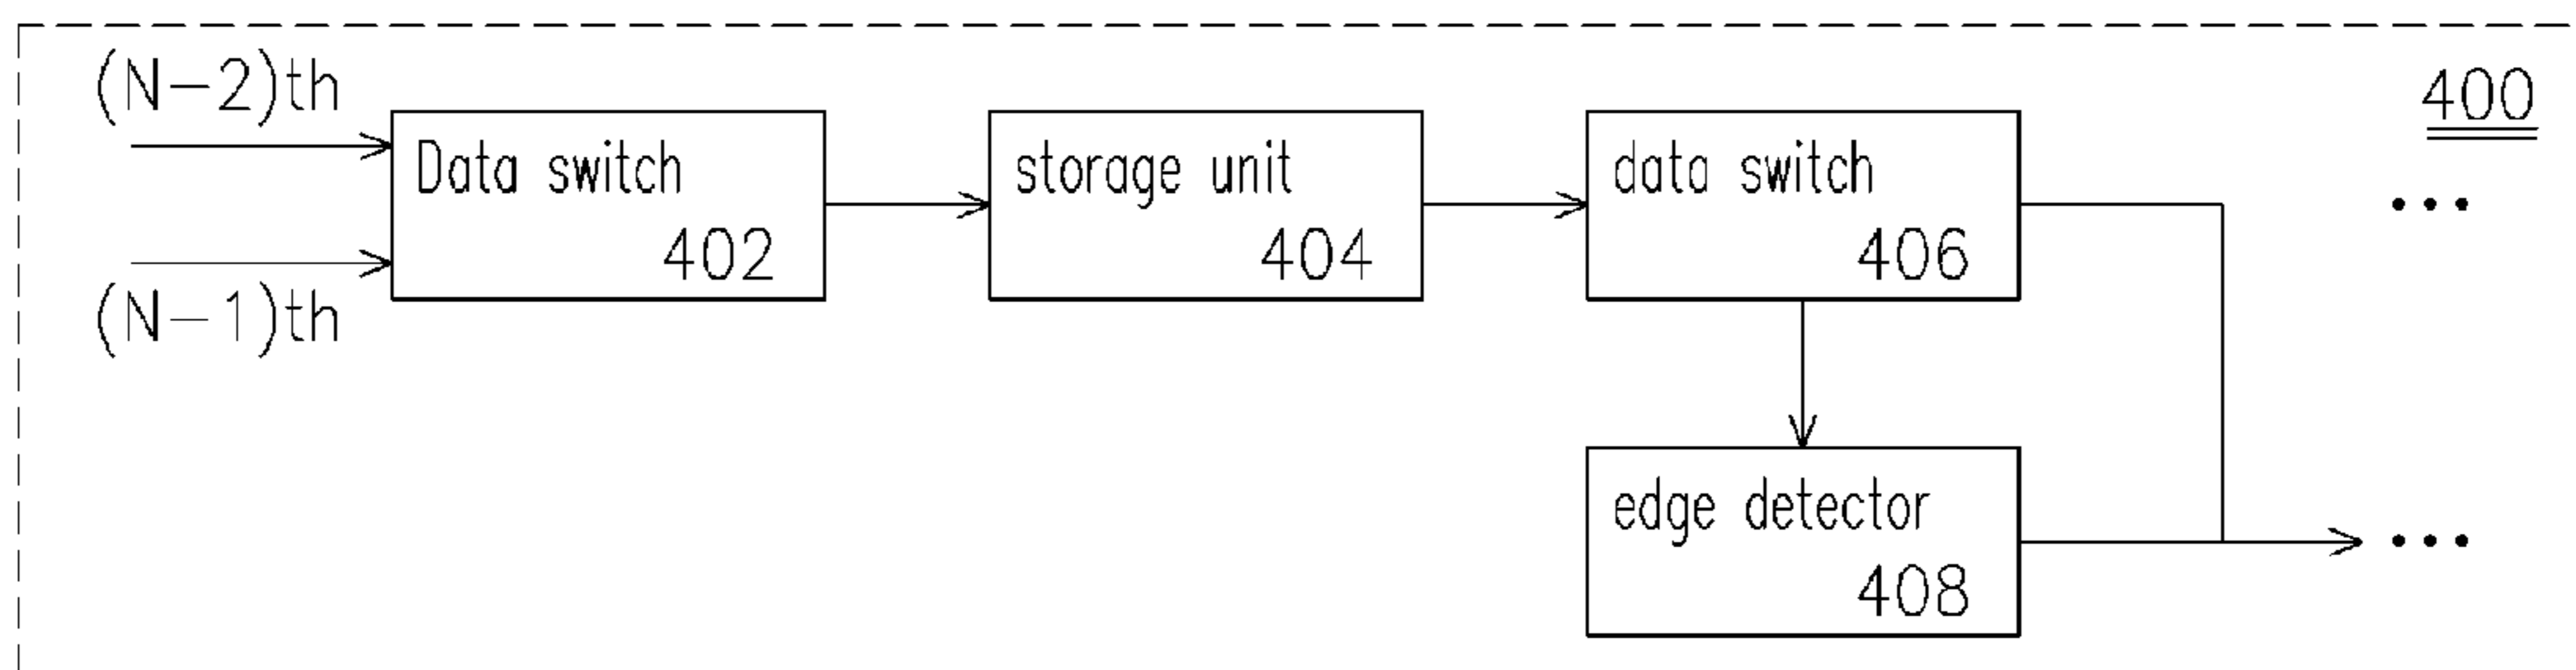 (N-2)th
400
Data switch
402
storage unit
404
data switch
406
...
(N-1)th
edge detector
408
...